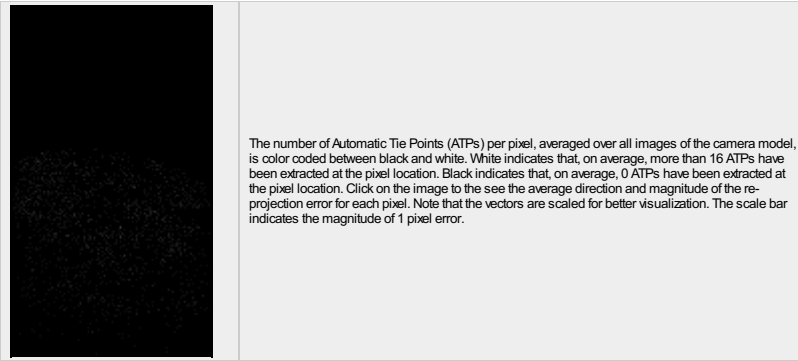 The number of Automatic Tie Points (ATPs) per pixel, averaged over all images of the camera model,
is color coded between black and white. White indicates that, on average, more than 16 ATPs have
been extracted at the pixel location. Black indicates that, on average, 0 ATPs have been extracted at
the pixel location. Click on the image to the see the average direction and magnitude of the re-
projection error for each pixel. Note that the vectors are scaled for better visualization. The scale bar
indicates the magnitude of 1 pixel error.